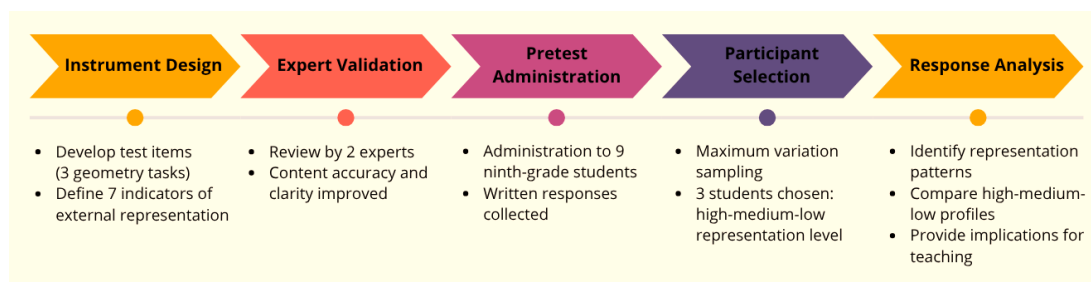 Instrument Design
Expert Validation
Pretest
Administration
Participant
Selection
Response Analysis
• Develop test items
(3 geometry tasks)
• Define 7 indicators of
external representation
• Review by 2 experts
• Content accuracy and
clarity improved
• Administration to 9
ninth-grade students
• Written responses
collected
• Maximum variation
sampling
• 3 students chosen:
high-medium-low
representation level
• Identify representation
patterns
• Compare high-medium-
low profiles
• Provide implications for
teaching